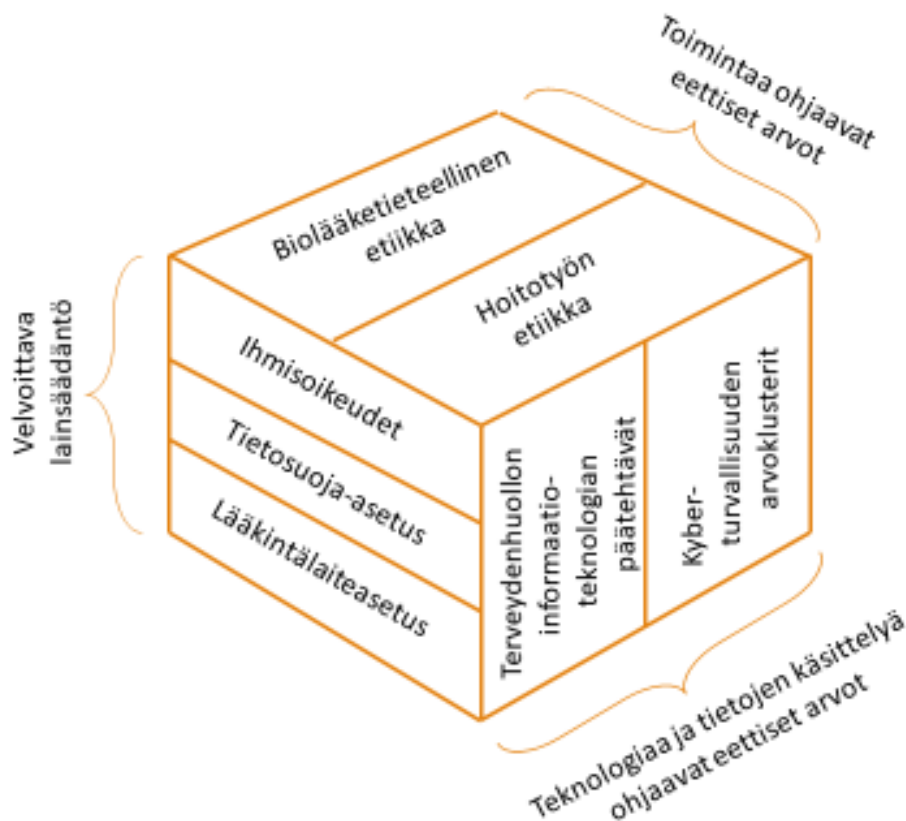 Toimintaa ohjaavat
eettiset arvot
Biolääketieteellinen
etiikka
Hoitotyön
etiikka
Velvoittava
lainsäädäntö
Ihmisoikeudet
Tietosuoja-asetus
Lääkintälaiteasetus
Terveydenhuollon
informaatio-
teknologian
päätehtävät
Kyber-
turvallisuuden
arvoklusterit
Teknologiaa ja tietojen käsittelyä
ohjaavat eettiset arvot